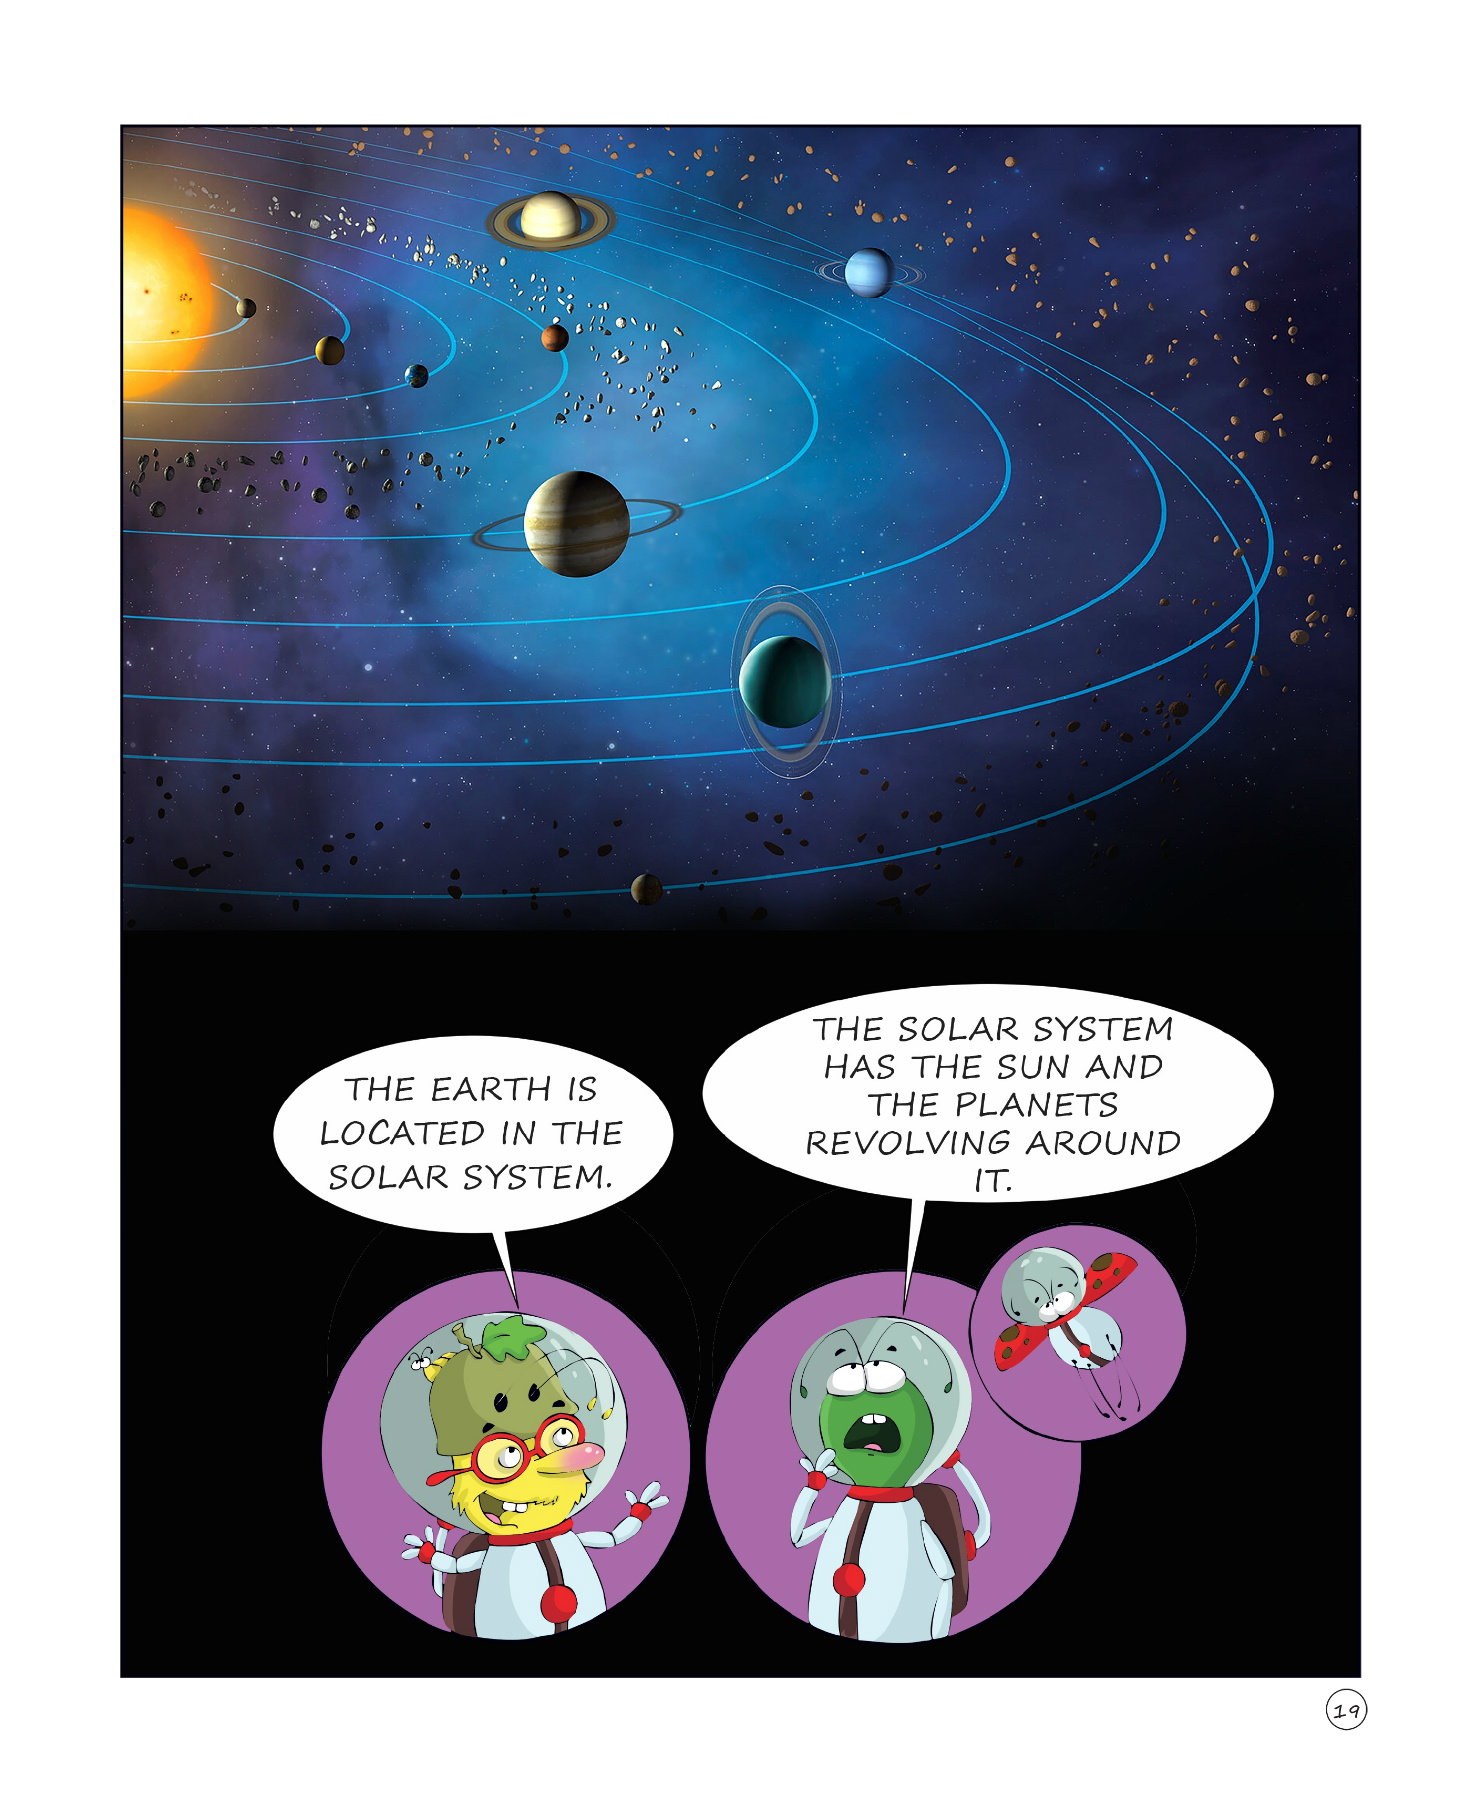 THE EARTH IS
LOCATED IN THE
SOLAR SYSTEM.
THE SOLAR SYSTEM
HAS THE SUN AND
THE PLANETS
REVOLVING AROUND
IT.
19